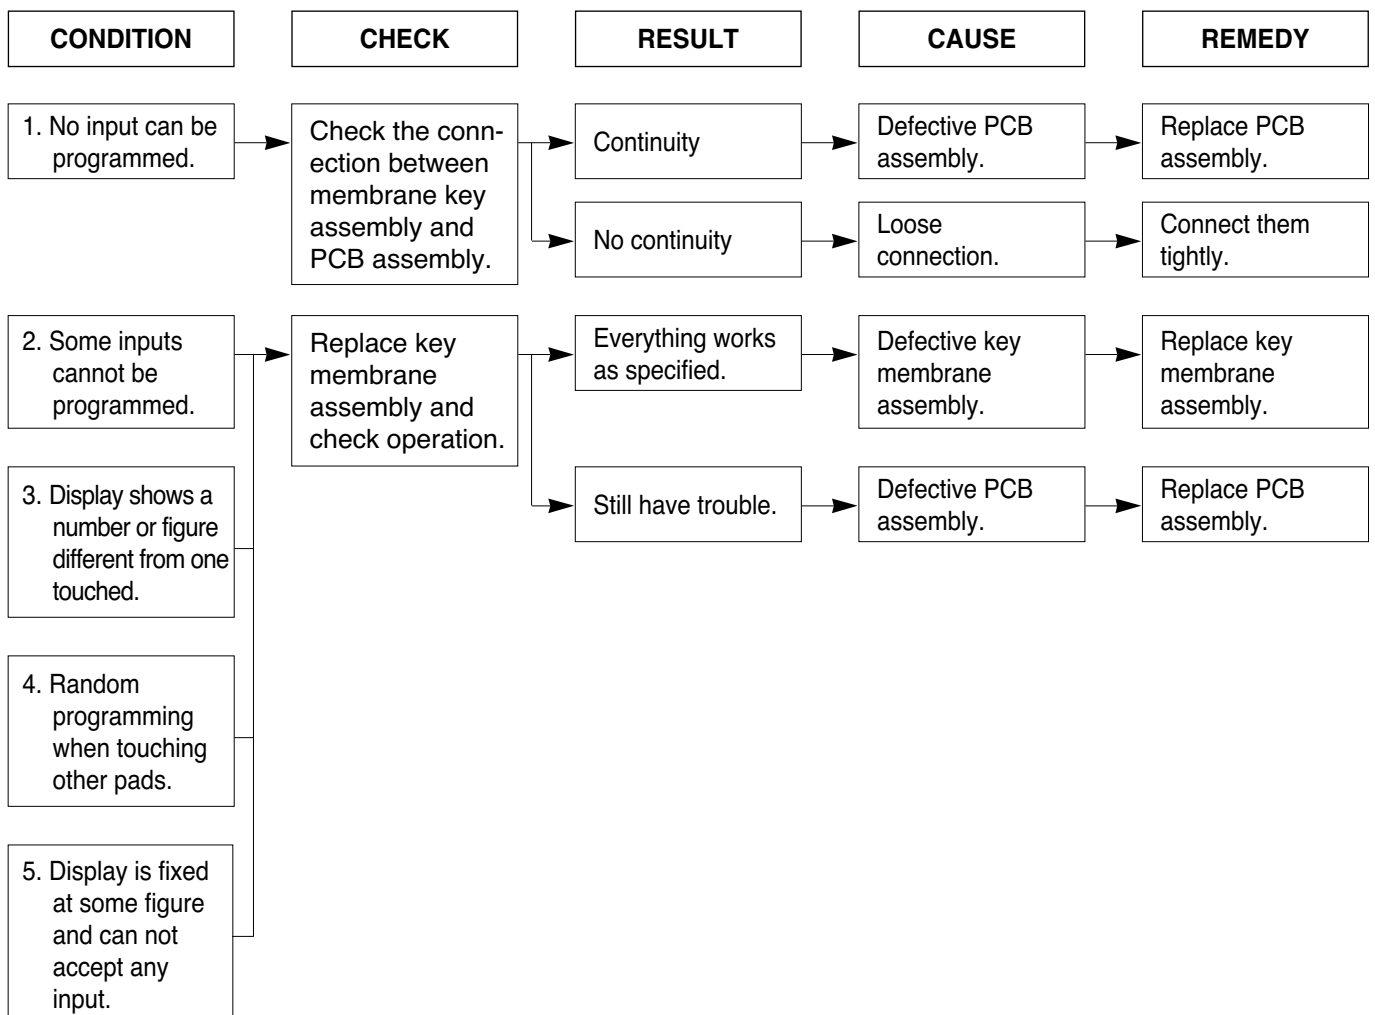 CONDITION
CHECK
RESULT
CAUSE
REMEDY
1. No input can be
programmed.
Check the conn-
ection between
membrane key
assembly and
PCB assembly.
Continuity
Defective PCB
assembly.
Replace PCB
assembly.
No continuity
Loose
connection.
Connect them
tightly.
2. Some inputs
cannot be
programmed.
Replace key
membrane
assembly and
check operation.
Everything works
as specified.
Defective key
membrane
assembly.
Replace key
membrane
assembly.
3. Display shows a
number or figure
different from one
touched.
Still have trouble.
Defective PCB
assembly.
Replace PCB
assembly.
4. Random
programming
when touching
other pads.
5. Display is fixed
at some figure
and can not
accept any
input.